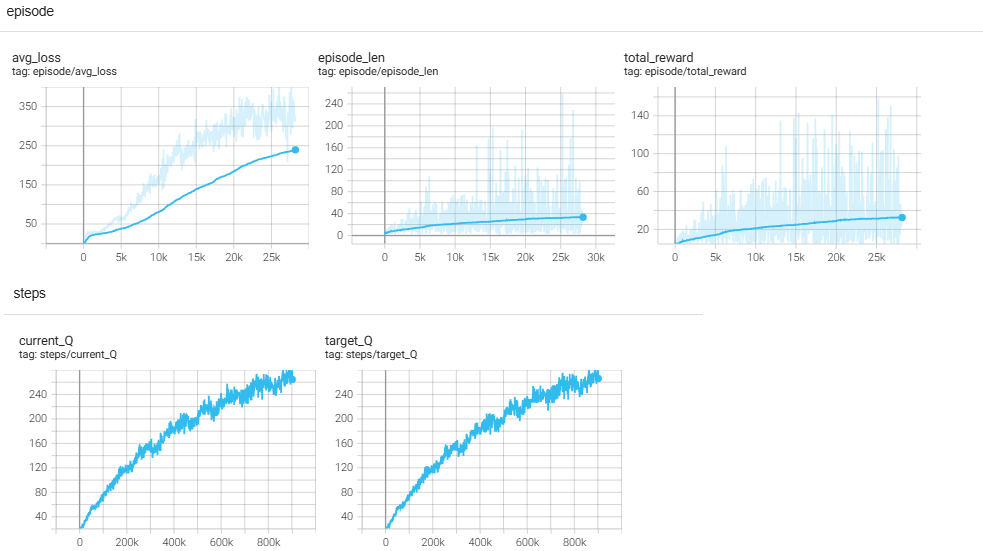 episode
avg_loss
tag: episode/avg_loss
350
250
150
50
0 5k 10k 15k 20k 25k
episode_len
tag: episode/episode_len
240
200
160
120
80
40
0
0 5k 10k 15k 20k 25k 30k
total_reward
tag: episode/total_reward
140
100
60
20
0 5k 10k 15k 20k 25k
steps
current_Q
tag: steps/current_Q
240
200
160
120
80
40
0 200k 400k 600k 800k
target_Q
tag: steps/target_Q
240
200
160
120
80
40
0 200k 400k 600k 800k